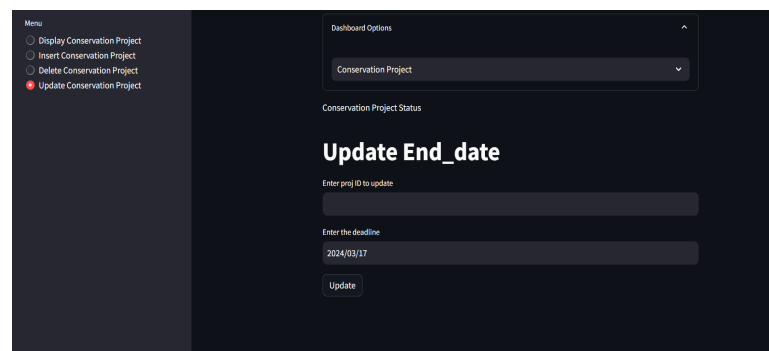 Menu
Display Conservation Project
Insert Conservation Project
Delete Conservation Project
Update Conservation Project
Dashboard Options
Conservation Project
Conservation Project Status
Update End_date
Enter proj ID to update
Enter the deadline
2024/03/17
Update